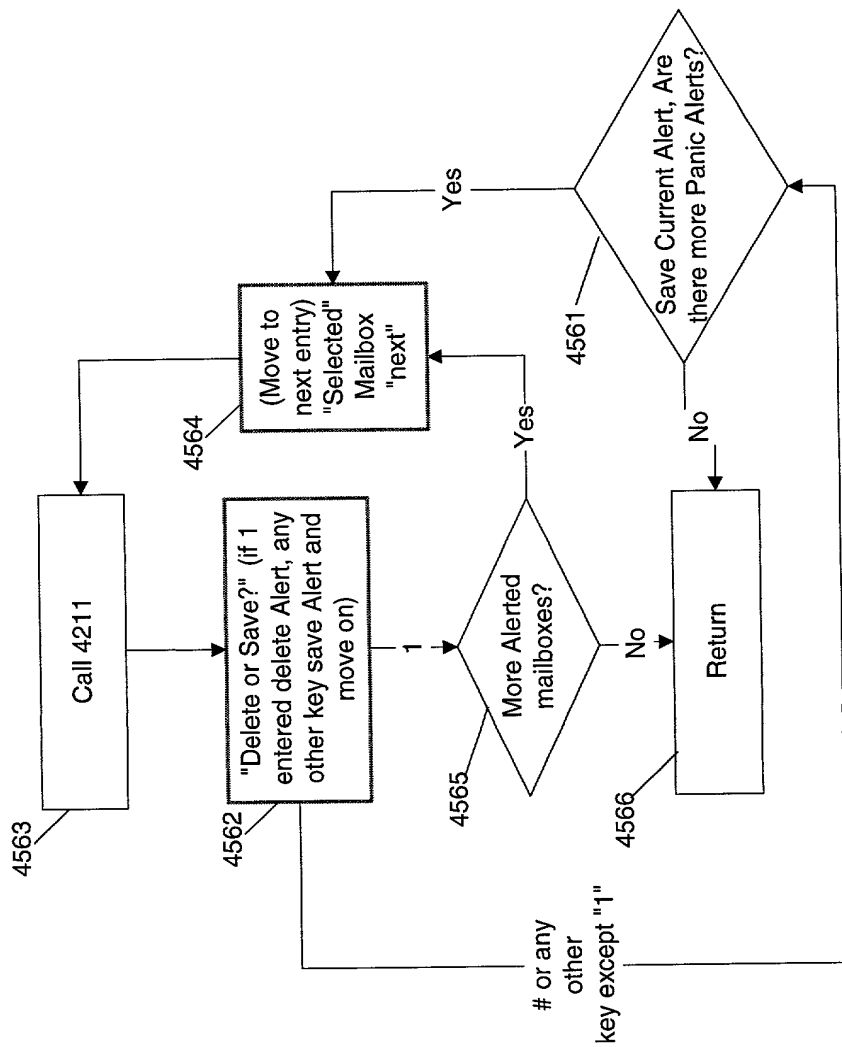 4563
Call 4211
4564
(Move to
next entry)
"Selected"
Mailbox
"next"
4562
"Delete or Save?" (if 1
entered delete Alert, any
other key save Alert and
move on)
1
Yes
Yes
4565
More Alerted
mailboxes?
4561
Save Current Alert, Are
there more Panic Alerts?
No
No
4566
Return
# or any
other
key except "1"